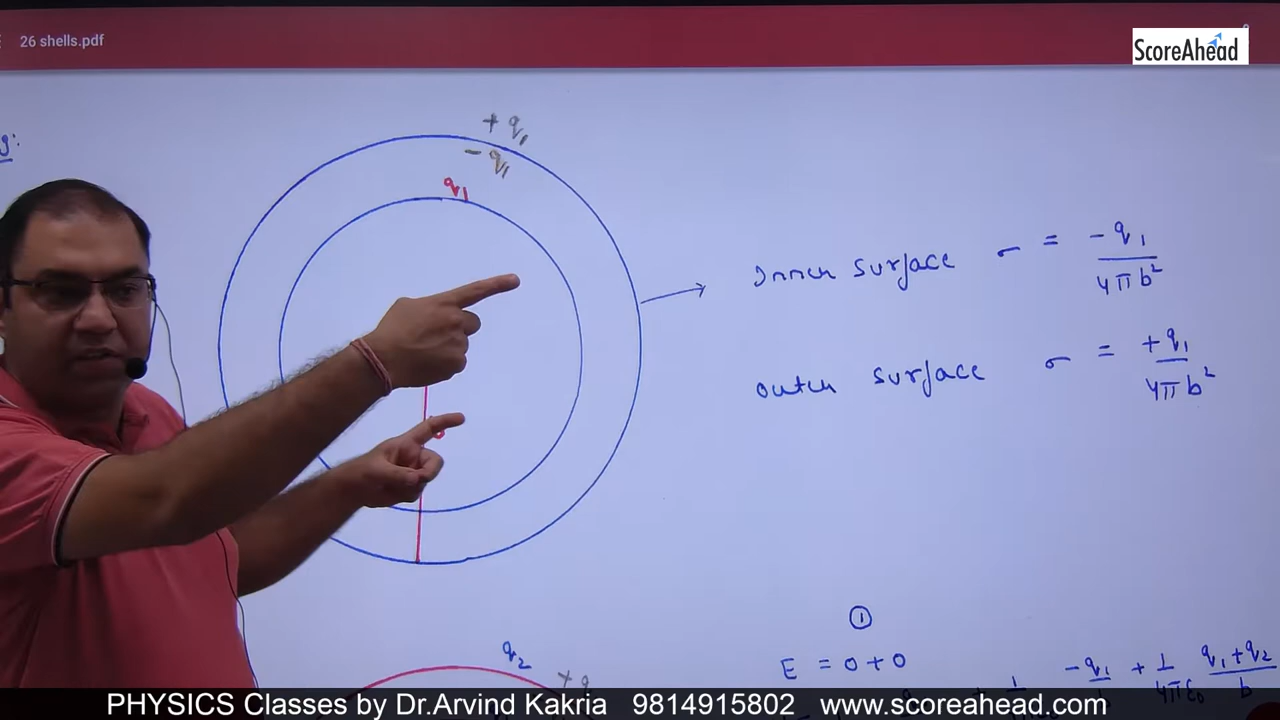 26 shells.pdf
ScoreAhead
+ q₁
- q₁
q₁
Inner surface σ = -q₁ / 4πb²
outer surface σ = +q₁ / 4πb²
①
E = 0 + 0
-q₁ / b + 1 / 4πε₀ q₁+q₂ / b
q₂
+ q
PHYSICS Classes by Dr.Arvind Kakria 9814915802 www.scoreahead.com